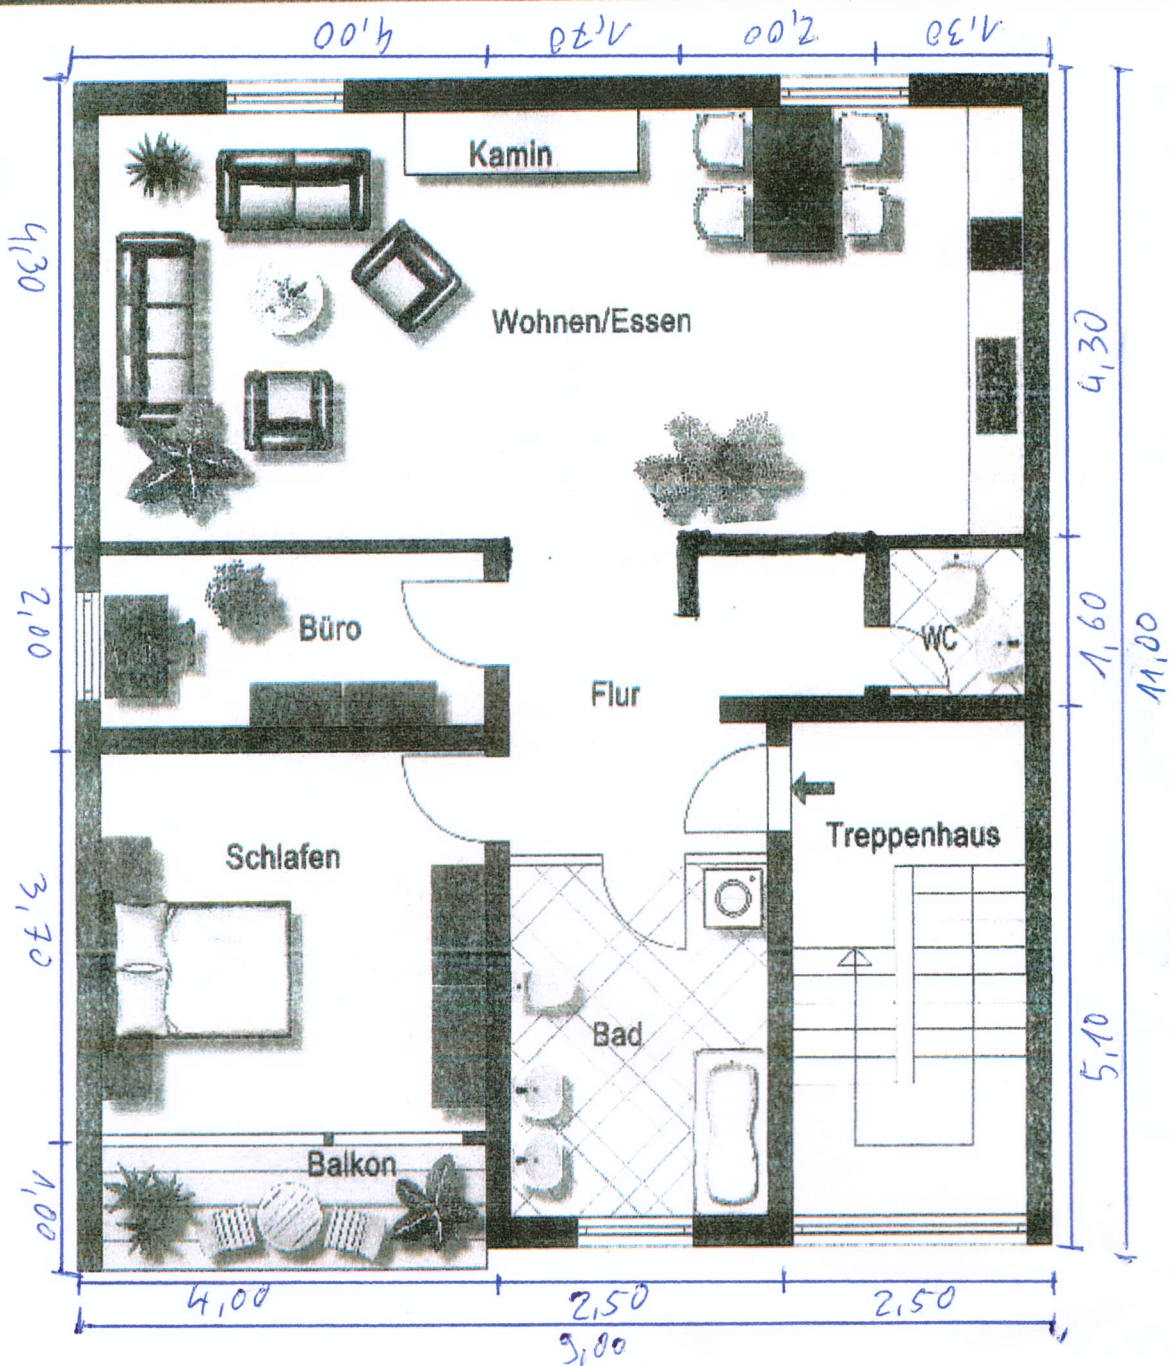 4,00 1,70 2,00 1,30
Kamin
4,30
Wohnen/Essen
4,30
2,00
Büro
WC
1,60
11,00
Flur
Schlafen
Treppenhaus
3,70
Bad
5,10
Balkon
1,00
4,00 2,50 2,50
9,00